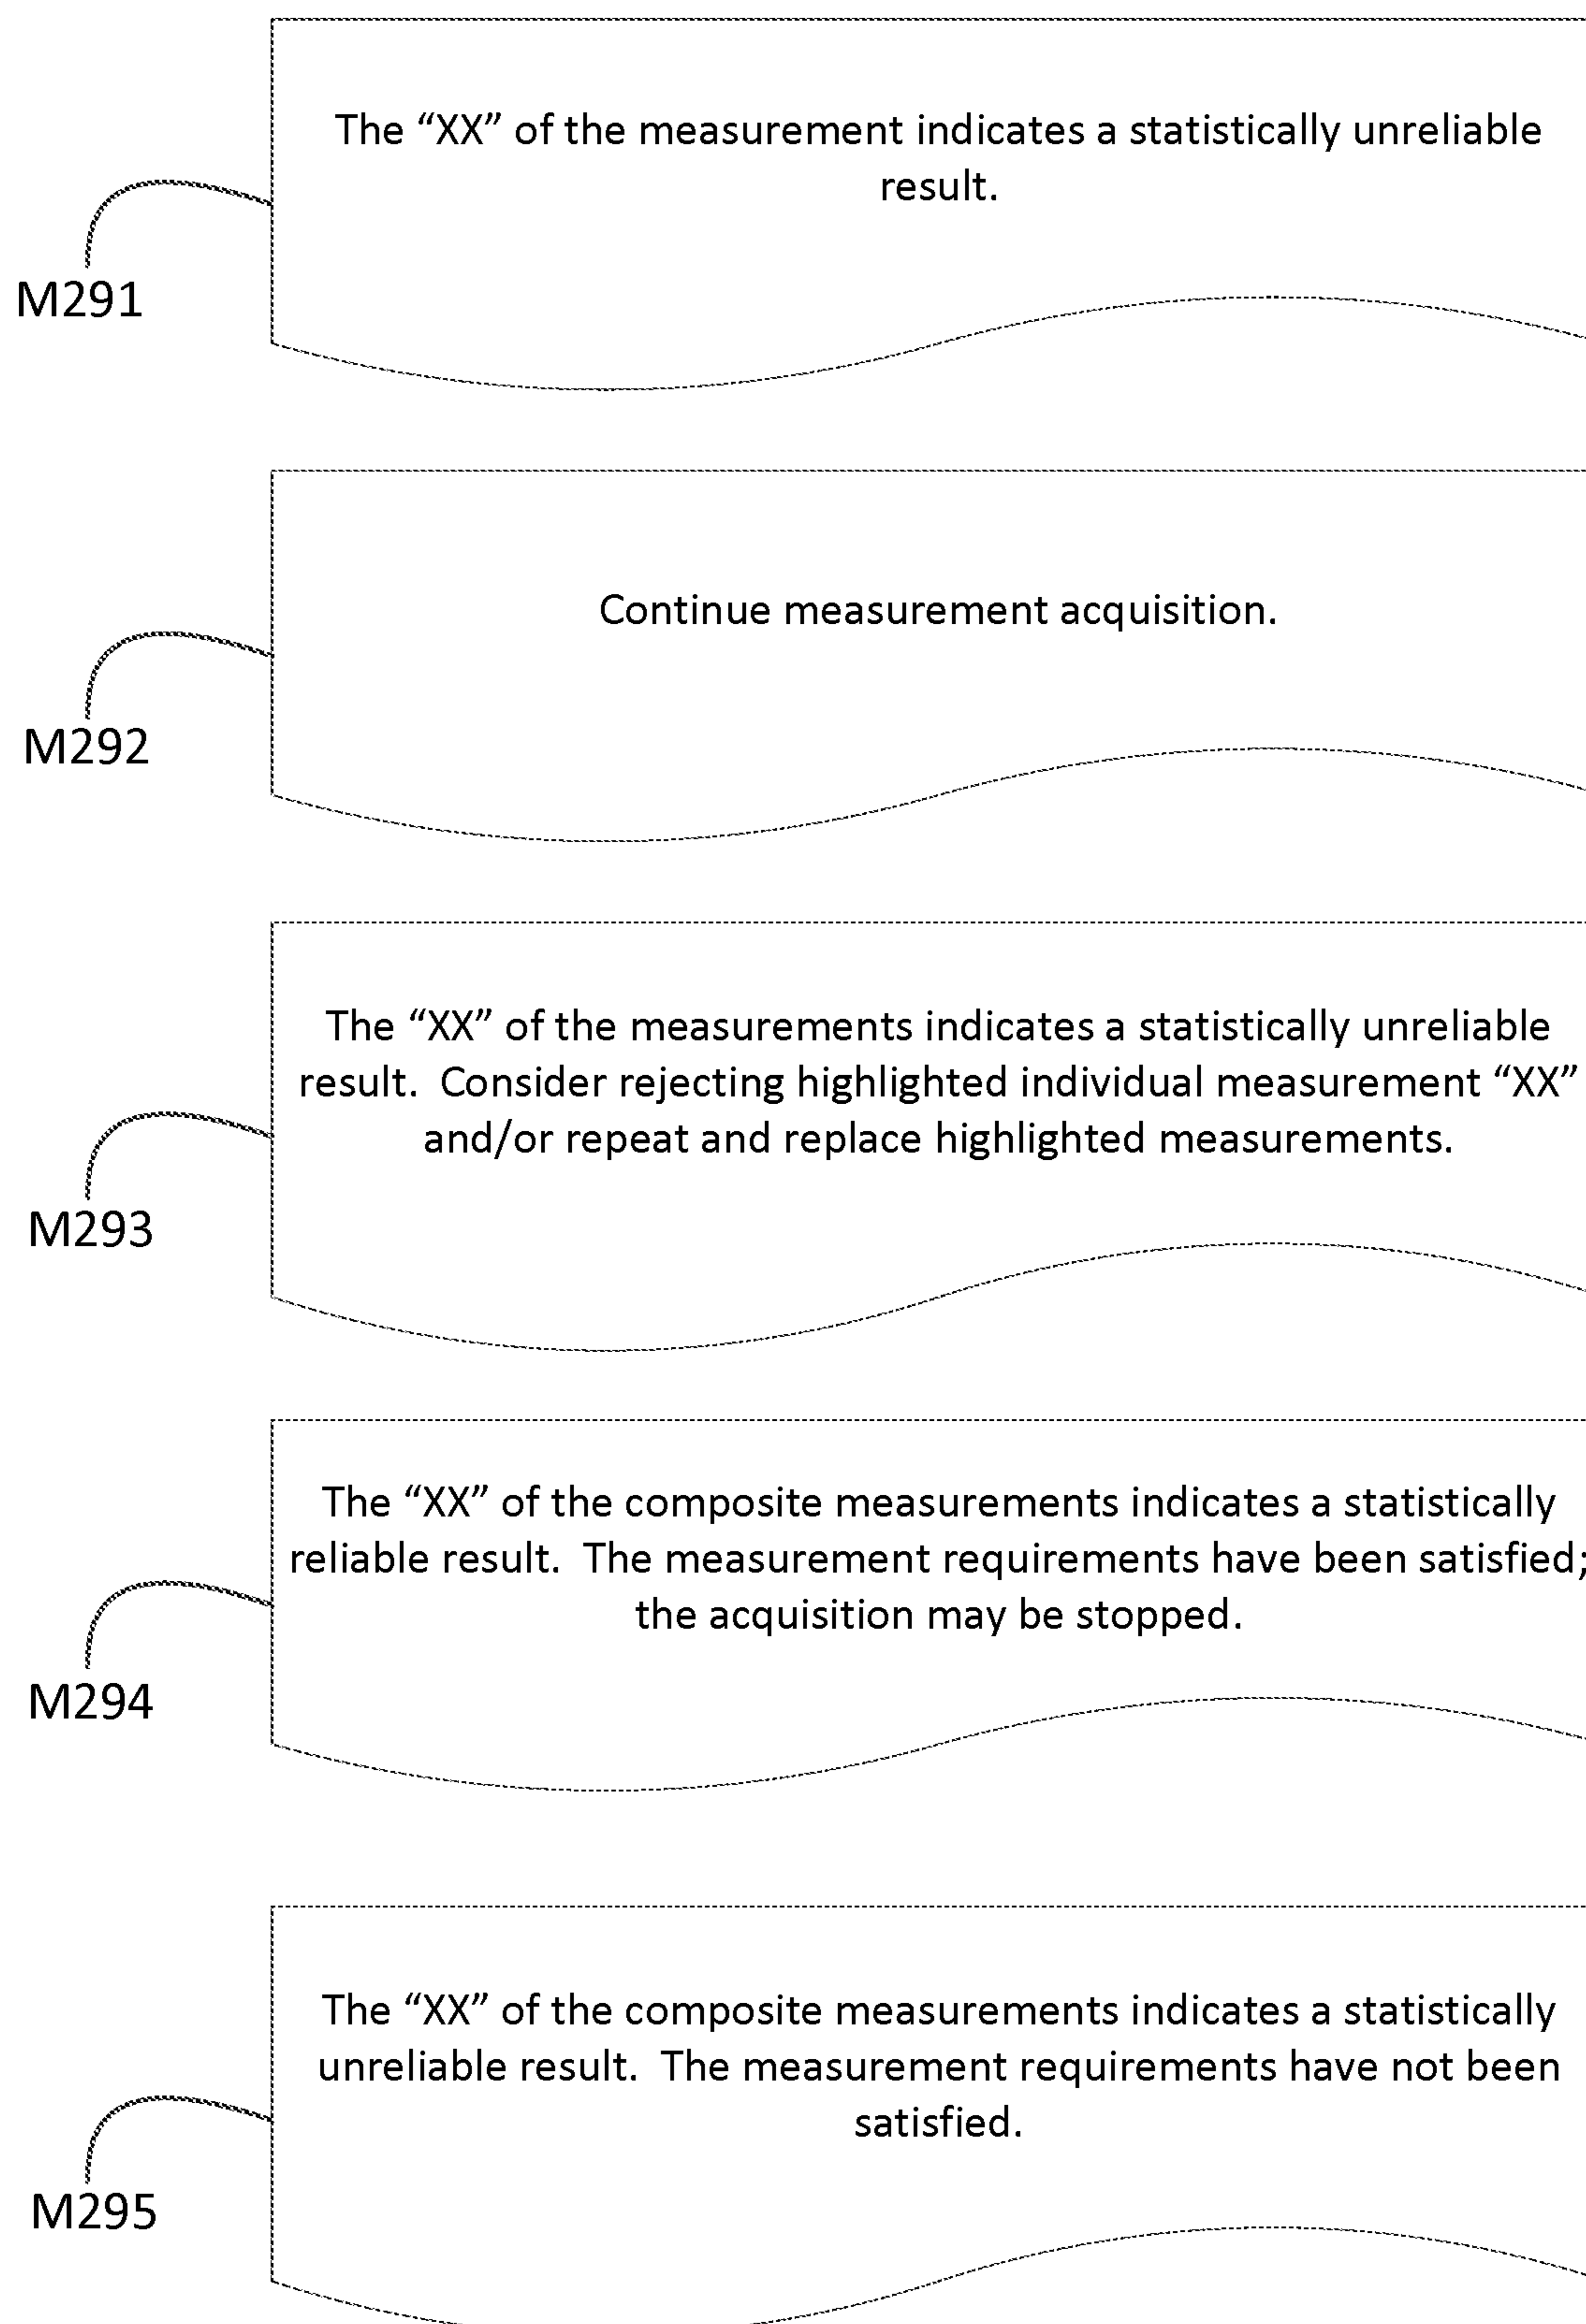 The “XX” of the measurement indicates a statistically unreliable
result.
M291
Continue measurement acquisition.
M292
The “XX” of the measurements indicates a statistically unreliable
result.  Consider rejecting highlighted individual measurement “XX”
and/or repeat and replace highlighted measurements.
M293
The “XX” of the composite measurements indicates a statistically
reliable result.  The measurement requirements have been satisfied;
the acquisition may be stopped.
M294
The “XX” of the composite measurements indicates a statistically
unreliable result.  The measurement requirements have not been
satisfied.
M295